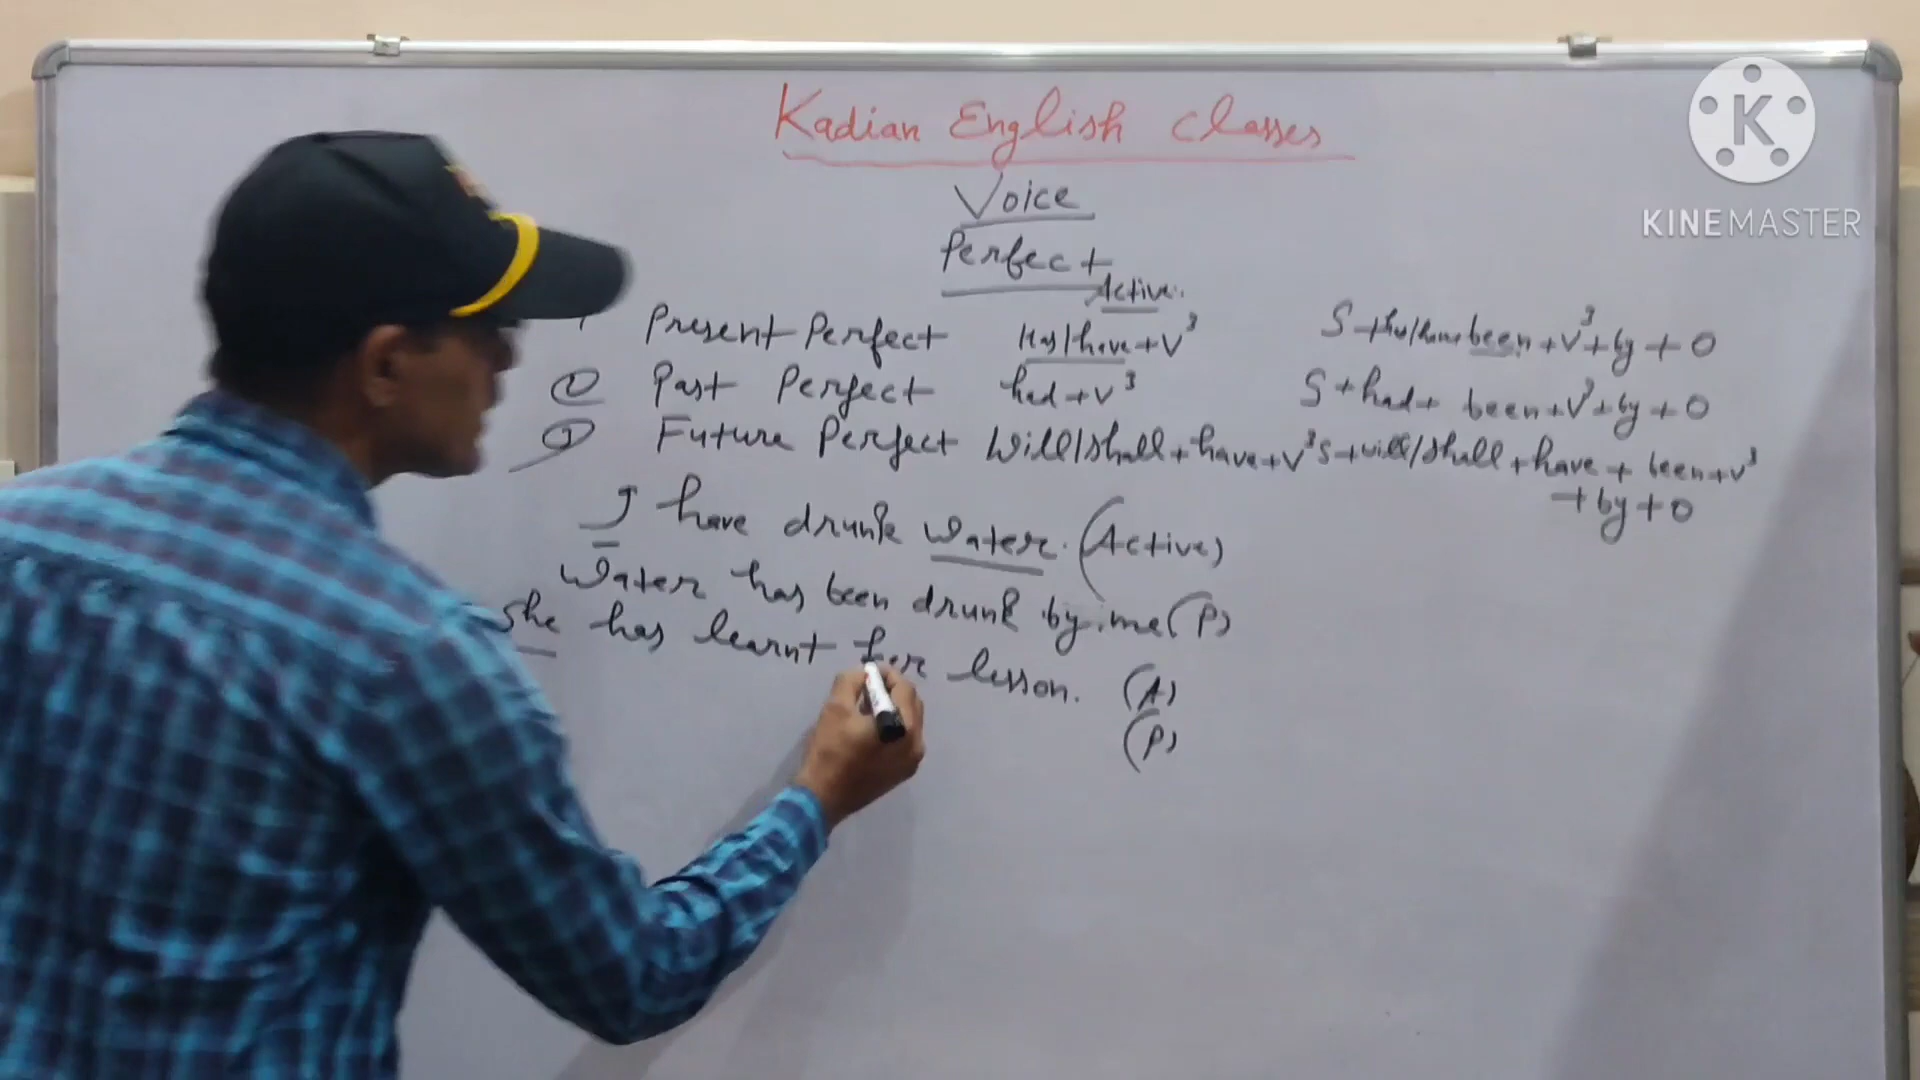 Kadian English Classes
K
KINEMASTER
Voice
Perfect
Active.
Present Perfect Has/have+V³ S+has/have+been+V³+by+O
② Past Perfect had+V³ S+had+ been+V³+by+O
③ Future Perfect Will/shall+have+V³ S+will/shall+have+been+V³
+by+O
I have drunk water. (Active)
Water has been drunk by me (P)
She has learnt her lesson. (A)
(P)